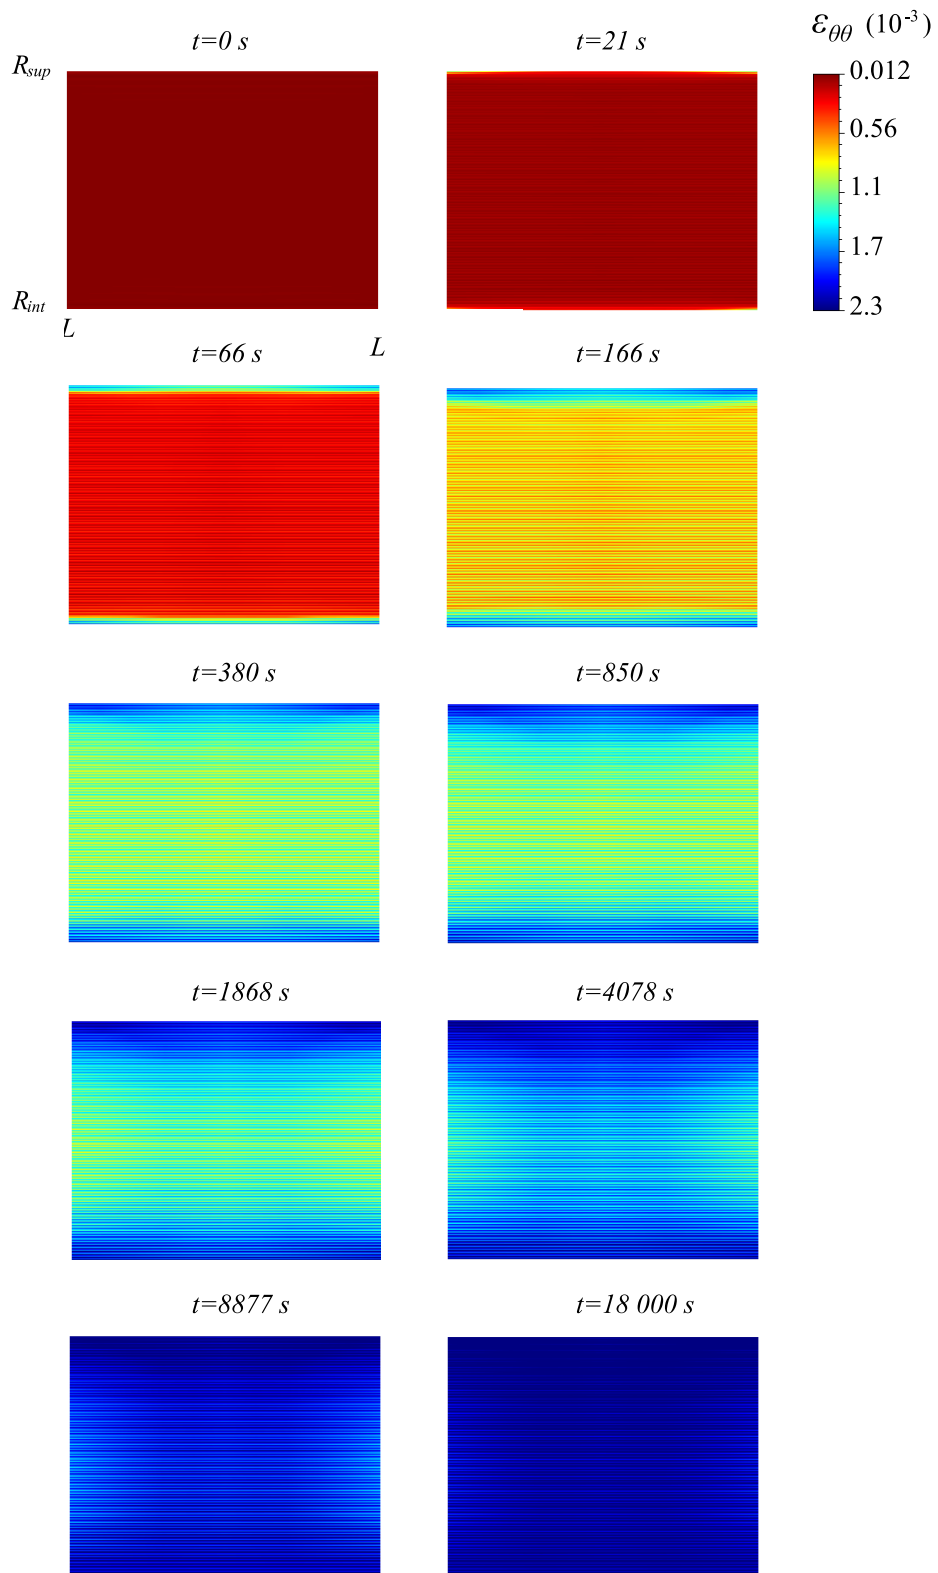 t=0 s
t=21 s
εθθ (10⁻³)
Rsup
0.012
0.56
1.1
1.7
2.3
Rint
L
L
t=66 s
t=166 s
t=380 s
t=850 s
t=1868 s
t=4078 s
t=8877 s
t=18 000 s